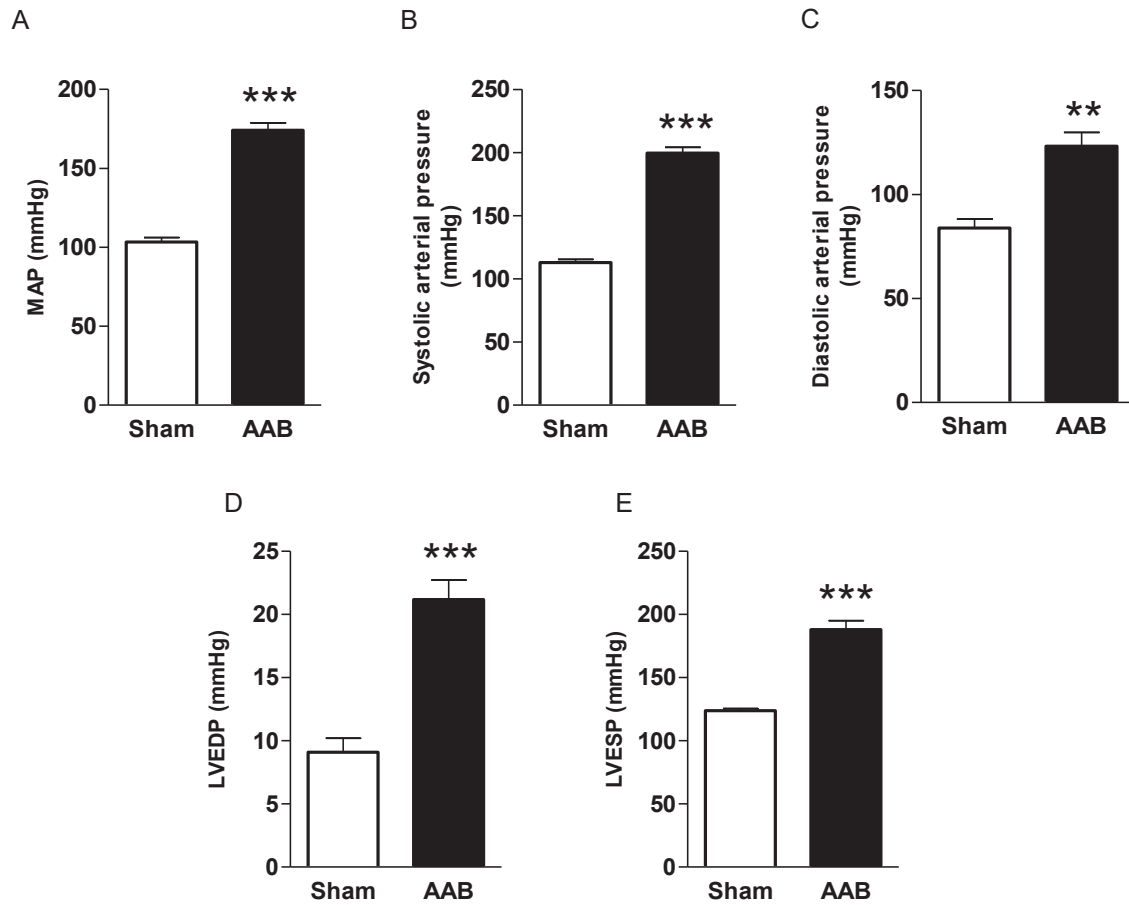 A
B
C
MAP (mmHg)
200
150
100
50
0
***
Sham AAB
Systolic arterial pressure
(mmHg)
250
200
150
100
50
0
***
Sham AAB
Diastolic arterial pressure
(mmHg)
150
100
50
0
**
Sham AAB
D
E
LVEDP (mmHg)
25
20
15
10
5
0
***
Sham AAB
LVESP (mmHg)
250
200
150
100
50
0
***
Sham AAB